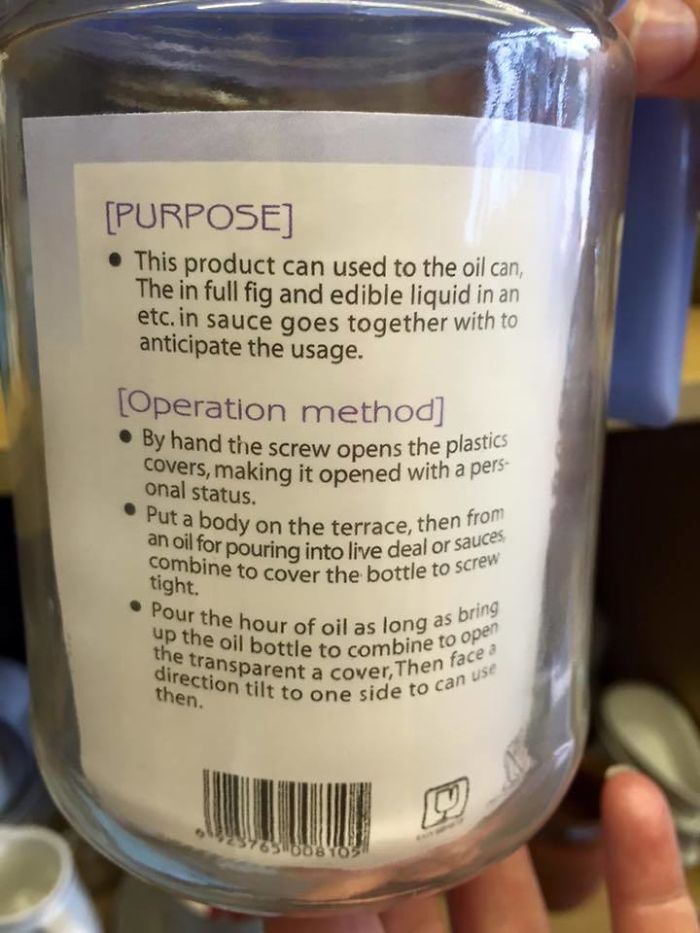 [PURPOSE]
• This product can used to the oil can,
The in full fig and edible liquid in an
etc. in sauce goes together with to
anticipate the usage.
[Operation method]
• By hand the screw opens the plastics
covers, making it opened with a pers-
onal status.
• Put a body on the terrace, then from
an oil for pouring into live deal or sauces,
combine to cover the bottle to screw
tight.
• Pour the hour of oil as long as bring
up the oil bottle to combine to open
the transparent a cover,Then face a
direction tilt to one side to can use
then.